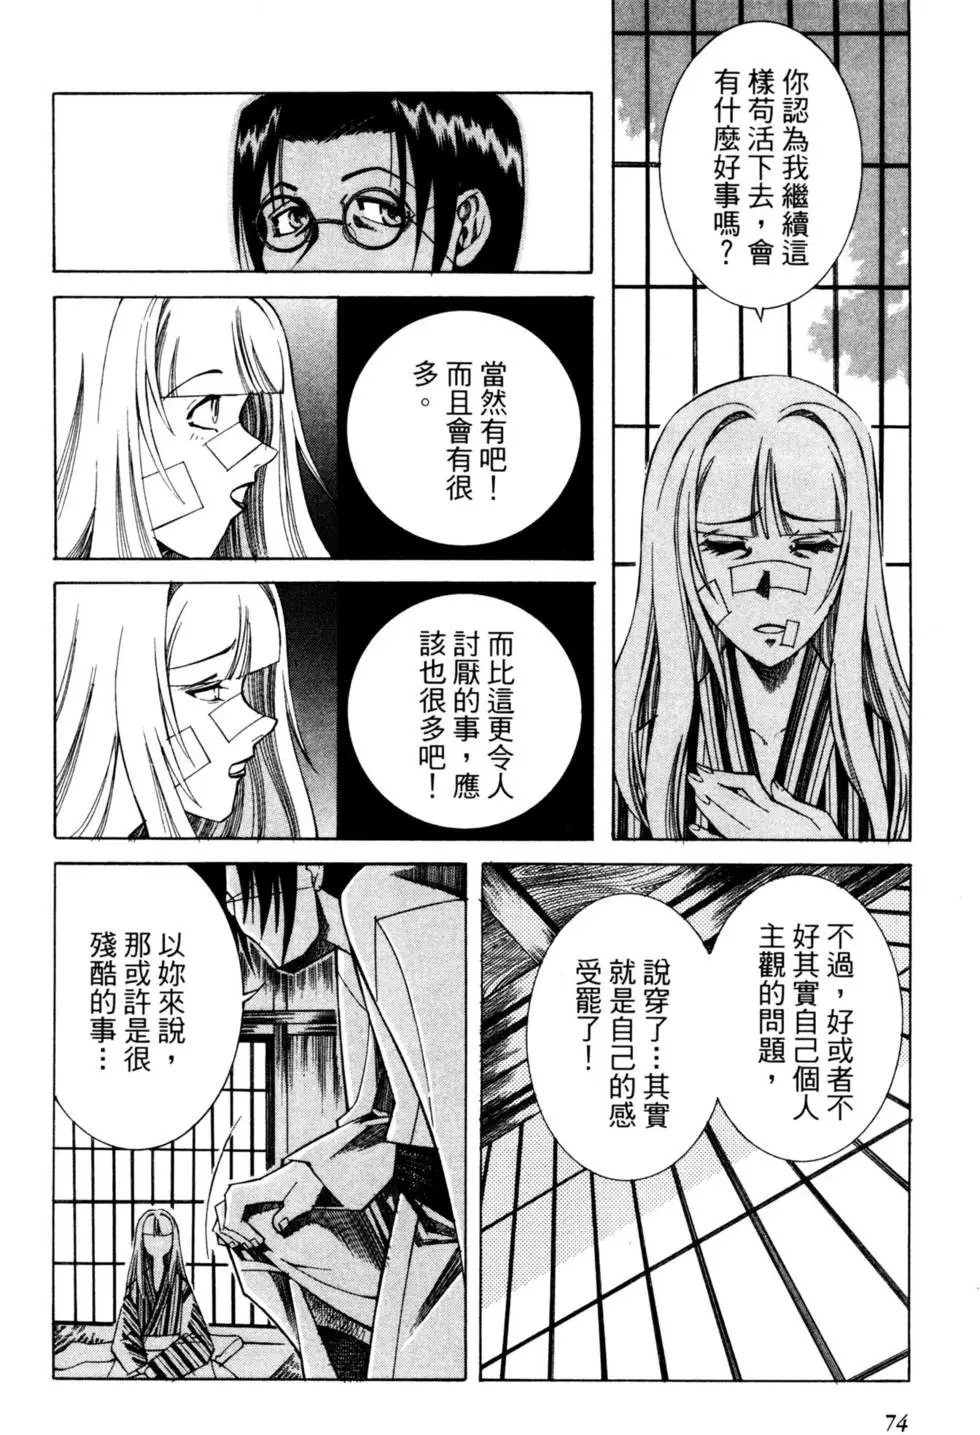 你認為我繼續這
樣苟活下去，會
有什麼好事嗎？
當然有吧！
而且會有很
多。
而比這更令人
討厭的事，應
該也很多吧！
不過，好或者不
好其實自己個人
主觀的問題，
說穿了…其實
就是自己的感
受罷了！
以妳來說，
那或許是很
殘酷的事…
74